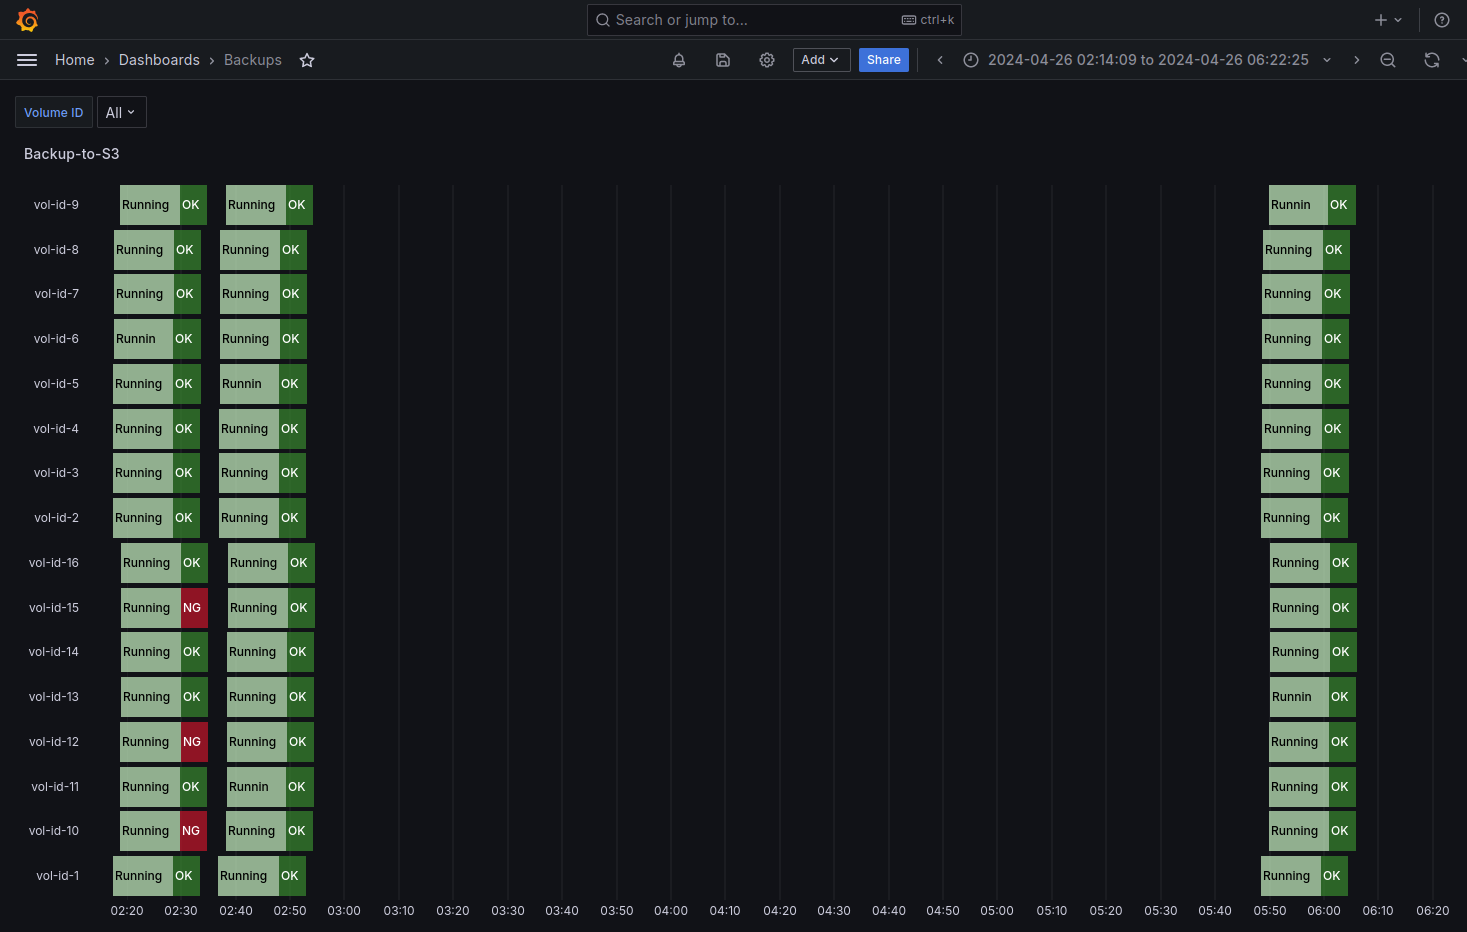 Search or jump to... ctrl+k
Home › Dashboards › Backups Add Share 2024-04-26 02:14:09 to 2024-04-26 06:22:25
Volume ID All
Backup-to-S3
vol-id-9 Running OK Running OK Runnin OK
vol-id-8 Running OK Running OK Running OK
vol-id-7 Running OK Running OK Running OK
vol-id-6 Runnin OK Running OK Running OK
vol-id-5 Running OK Runnin OK Running OK
vol-id-4 Running OK Running OK Running OK
vol-id-3 Running OK Running OK Running OK
vol-id-2 Running OK Running OK Running OK
vol-id-16 Running OK Running OK Running OK
vol-id-15 Running NG Running OK Running OK
vol-id-14 Running OK Running OK Running OK
vol-id-13 Running OK Running OK Runnin OK
vol-id-12 Running NG Running OK Running OK
vol-id-11 Running OK Runnin OK Running OK
vol-id-10 Running NG Running OK Running OK
vol-id-1 Running OK Running OK Running OK
02:20 02:30 02:40 02:50 03:00 03:10 03:20 03:30 03:40 03:50 04:00 04:10 04:20 04:30 04:40 04:50 05:00 05:10 05:20 05:30 05:40 05:50 06:00 06:10 06:20